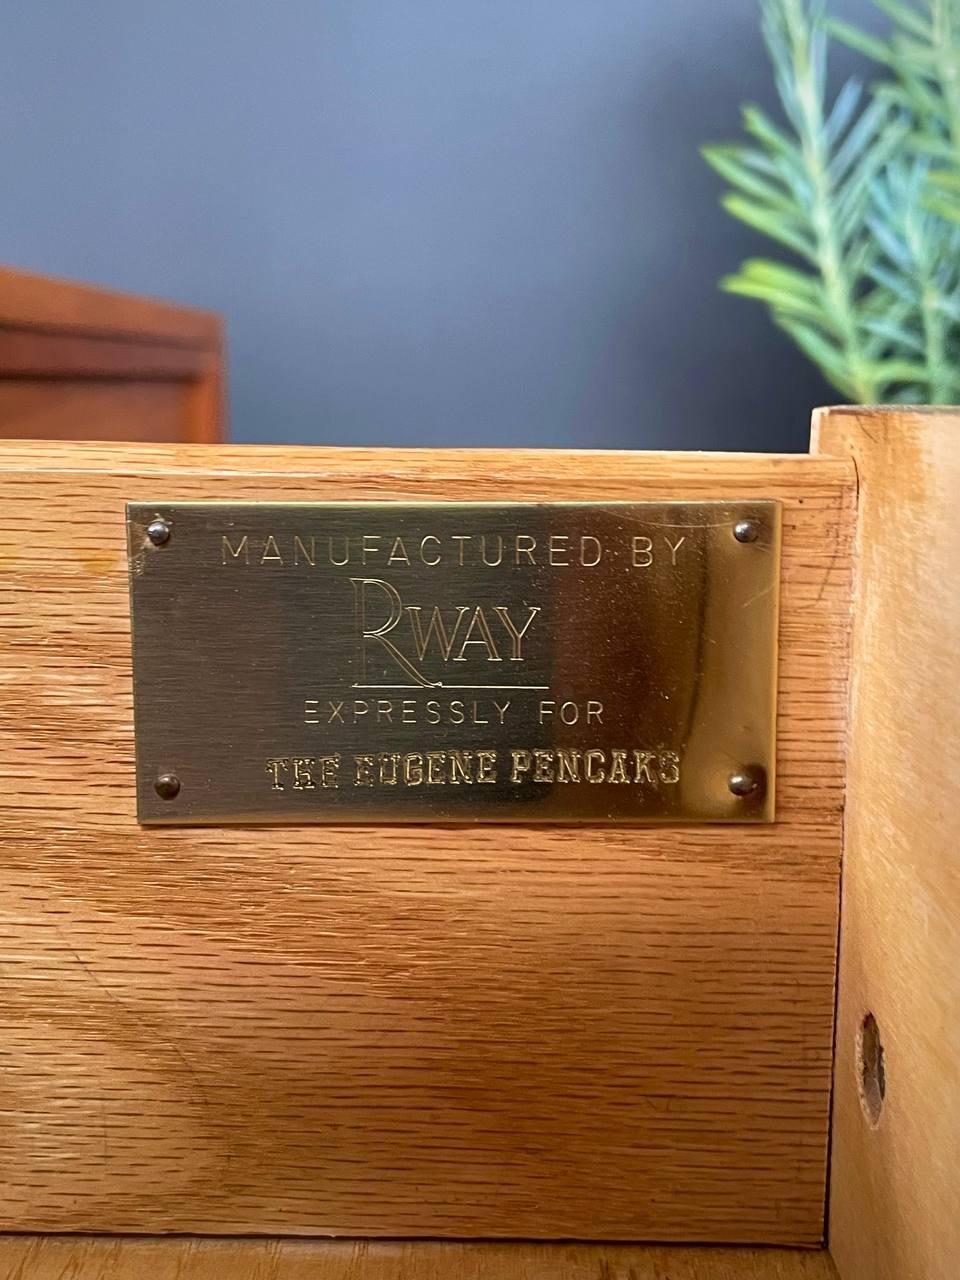 MANUFACTURED BY
RWAY
EXPRESSLY FOR
THE EUGENE PENCAKS